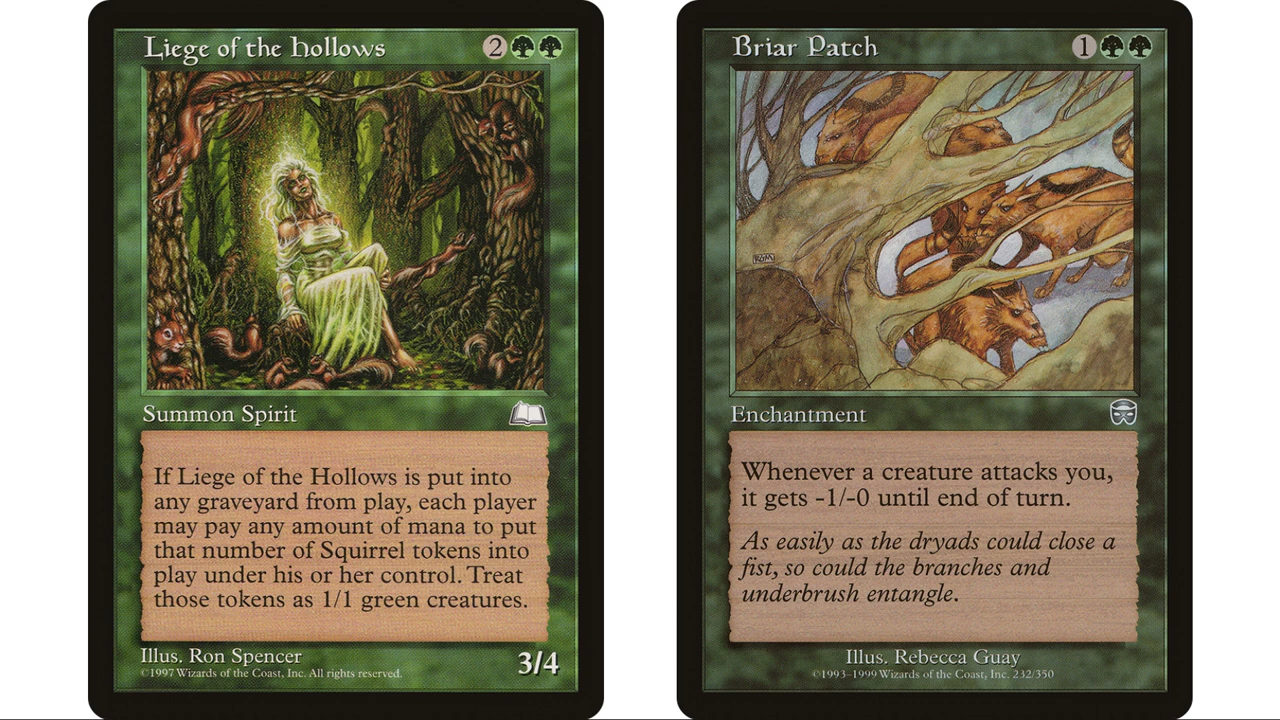 Liege of the Hollows 2
Summon Spirit
If Liege of the Hollows is put into
any graveyard from play, each player
may pay any amount of mana to put
that number of Squirrel tokens into
play under his or her control. Treat
those tokens as 1/1 green creatures.
Illus. Ron Spencer
©1997 Wizards of the Coast, Inc. All rights reserved.
3/4
Briar Patch 1
RGM
Enchantment
Whenever a creature attacks you,
it gets -1/-0 until end of turn.
As easily as the dryads could close a
fist, so could the branches and
underbrush entangle.
Illus. Rebecca Guay
©1993–1999 Wizards of the Coast, Inc. 232/350